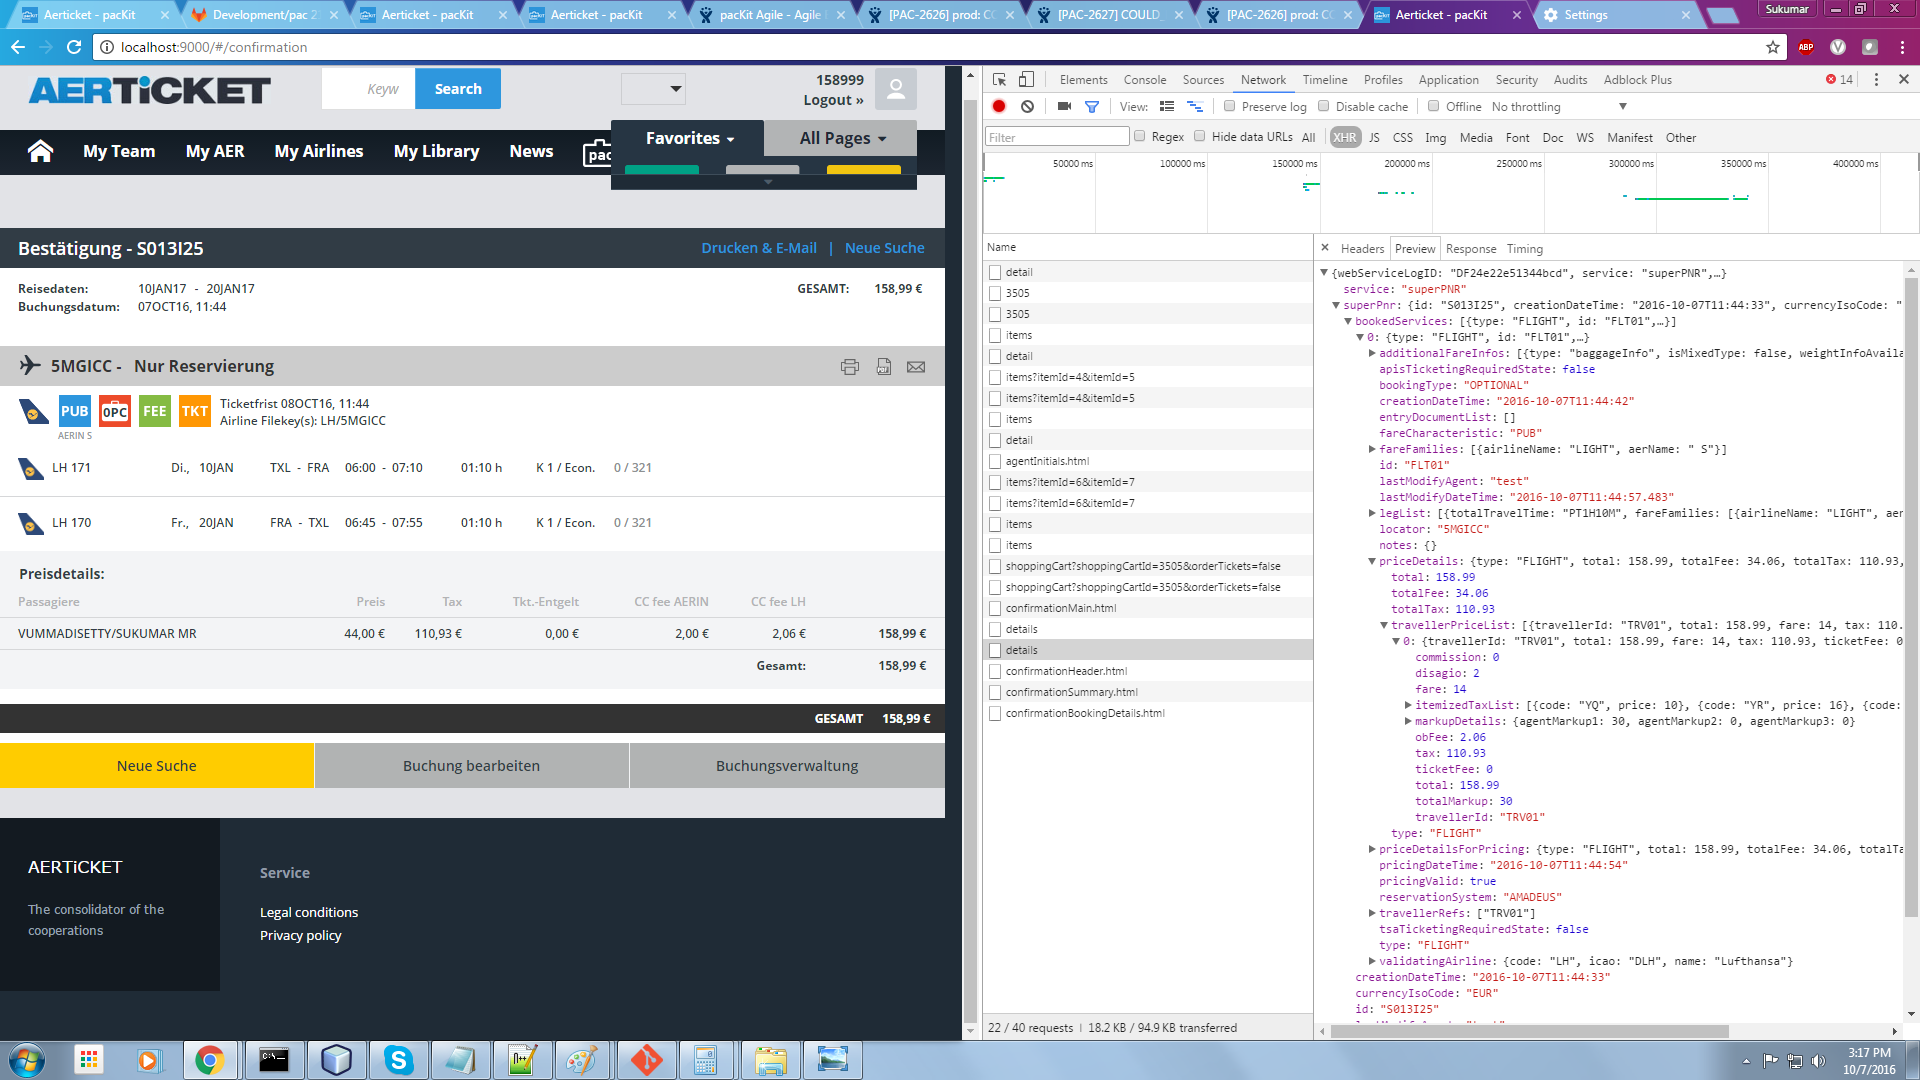 Aerticket - pacKit
Development/pac 2
Aerticket - pacKit
Aerticket - pacKit
pacKit Agile - Agile
[PAC-2626] prod: CC
[PAC-2627] COULD_
[PAC-2626] prod: CC
Aerticket - pacKit
Settings
Sukumar
localhost:9000/#/confirmation
ABP
AERTiCKET
Keyw
Search
158999
Logout »
My Team
My AER
My Airlines
My Library
News
pac
Favorites
All Pages
Bestätigung - S013I25
Drucken & E-Mail | Neue Suche
Reisedaten: 10JAN17 - 20JAN17
GESAMT: 158,99 €
Buchungsdatum: 07OCT16, 11:44
5MGICC - Nur Reservierung
PUB 0PC FEE TKT
Ticketfrist 08OCT16, 11:44
Airline Filekey(s): LH/5MGICC
AERIN S
LH 171 Di., 10JAN TXL - FRA 06:00 - 07:10 01:10 h K 1 / Econ. 0 / 321
LH 170 Fr., 20JAN FRA - TXL 06:45 - 07:55 01:10 h K 1 / Econ. 0 / 321
Preisdetails:
Passagiere Preis Tax Tkt.-Entgelt CC fee AERIN CC fee LH
VUMMADISETTY/SUKUMAR MR 44,00 € 110,93 € 0,00 € 2,00 € 2,06 € 158,99 €
Gesamt: 158,99 €
GESAMT 158,99 €
Neue Suche
Buchung bearbeiten
Buchungsverwaltung
AERTiCKET
The consolidator of the
cooperations
Service
Legal conditions
Privacy policy
Elements Console Sources Network Timeline Profiles Application Security Audits Adblock Plus
14
View: Preserve log Disable cache Offline No throttling
Filter Regex Hide data URLs All XHR JS CSS Img Media Font Doc WS Manifest Other
50000 ms 100000 ms 150000 ms 200000 ms 250000 ms 300000 ms 350000 ms 400000 ms
Name
detail
3505
3505
items
detail
items?itemId=4&itemId=5
items?itemId=4&itemId=5
items
detail
agentInitials.html
items?itemId=6&itemId=7
items?itemId=6&itemId=7
items
items
shoppingCart?shoppingCartId=3505&orderTickets=false
shoppingCart?shoppingCartId=3505&orderTickets=false
confirmationMain.html
details
details
confirmationHeader.html
confirmationSummary.html
confirmationBookingDetails.html
22 / 40 requests | 18.2 KB / 94.9 KB transferred
Headers Preview Response Timing
{webServiceLogID: "DF24e22e51344bcd", service: "superPNR",…}
service: "superPNR"
superPnr: {id: "S013I25", creationDateTime: "2016-10-07T11:44:33", currencyIsoCode: "
bookedServices: [{type: "FLIGHT", id: "FLT01",…}]
0: {type: "FLIGHT", id: "FLT01",…}
additionalFareInfos: [{type: "baggageInfo", isMixedType: false, weightInfoAvaila
apisTicketingRequiredState: false
bookingType: "OPTIONAL"
creationDateTime: "2016-10-07T11:44:42"
entryDocumentList: []
fareCharacteristic: "PUB"
fareFamilies: [{airlineName: "LIGHT", aerName: " S"}]
id: "FLT01"
lastModifyAgent: "test"
lastModifyDateTime: "2016-10-07T11:44:57.483"
legList: [{totalTravelTime: "PT1H10M", fareFamilies: [{airlineName: "LIGHT", aer
locator: "5MGICC"
notes: {}
priceDetails: {type: "FLIGHT", total: 158.99, totalFee: 34.06, totalTax: 110.93,
total: 158.99
totalFee: 34.06
totalTax: 110.93
travellerPriceList: [{travellerId: "TRV01", total: 158.99, fare: 14, tax: 110.
0: {travellerId: "TRV01", total: 158.99, fare: 14, tax: 110.93, ticketFee: 0
commission: 0
disagio: 2
fare: 14
itemizedTaxList: [{code: "YQ", price: 10}, {code: "YR", price: 16}, {code:
markupDetails: {agentMarkup1: 30, agentMarkup2: 0, agentMarkup3: 0}
obFee: 2.06
tax: 110.93
ticketFee: 0
total: 158.99
totalMarkup: 30
travellerId: "TRV01"
type: "FLIGHT"
priceDetailsForPricing: {type: "FLIGHT", total: 158.99, totalFee: 34.06, totalTa
pricingDateTime: "2016-10-07T11:44:54"
pricingValid: true
reservationSystem: "AMADEUS"
travellerRefs: ["TRV01"]
tsaTicketingRequiredState: false
type: "FLIGHT"
validatingAirline: {code: "LH", icao: "DLH", name: "Lufthansa"}
creationDateTime: "2016-10-07T11:44:33"
currencyIsoCode: "EUR"
id: "S013I25"
3:17 PM
10/7/2016